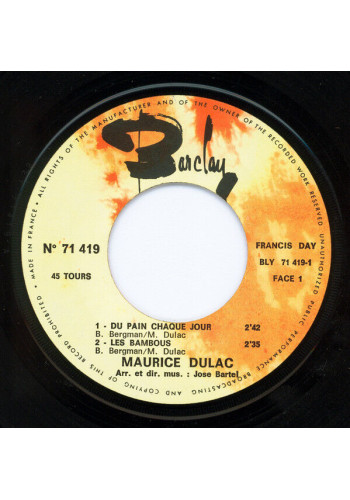 ALL RIGHTS OF THE MANUFACTURER AND OF THE OWNER OF THE RECORDED WORK RESERVED
UNAUTHORIZED PUBLIC PERFORMANCE BROADCASTING AND COPYING OF THIS RECORD PROHIBITED • MADE IN FRANCE •
Barclay
N° 71 419
45 TOURS
FRANCIS DAY
BLY 71 419-1
FACE 1
1 - DU PAIN CHAQUE JOUR 2'42
B. Bergman/M. Dulac
2 - LES BAMBOUS 2'35
B. Bergman/M. Dulac
MAURICE DULAC
Arr. et dir. mus. : Jose Bartel